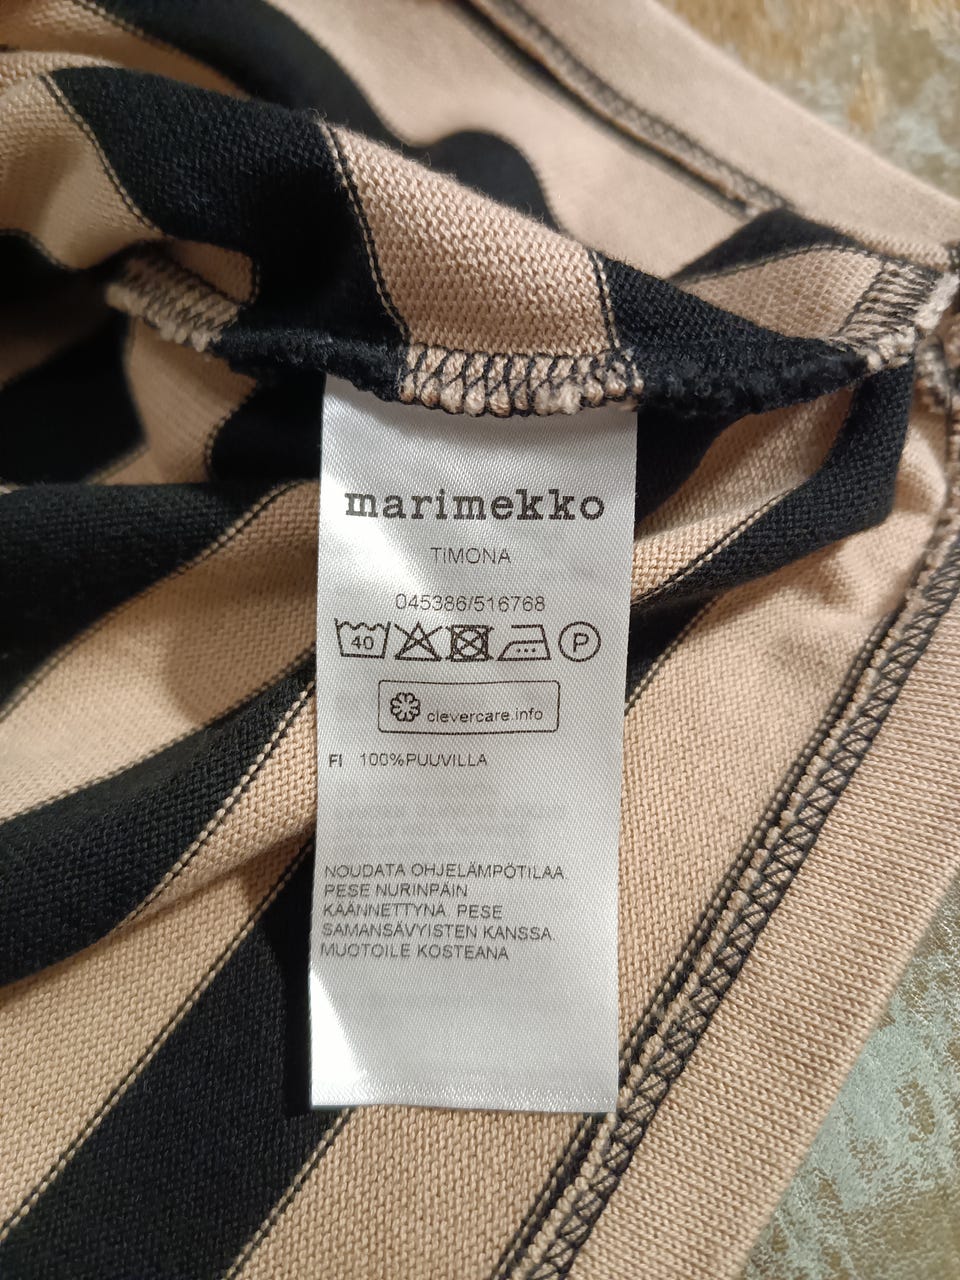 marimekko
TIMONA
045386/516768
40 P
clevercare.info
FI 100%PUUVILLA
NOUDATA OHJELÄMPÖTILAA.
PESE NURINPÄIN
KÄÄNNETTYNÄ. PESE
SAMANSÄVYISTEN KANSSA.
MUOTOILE KOSTEANA